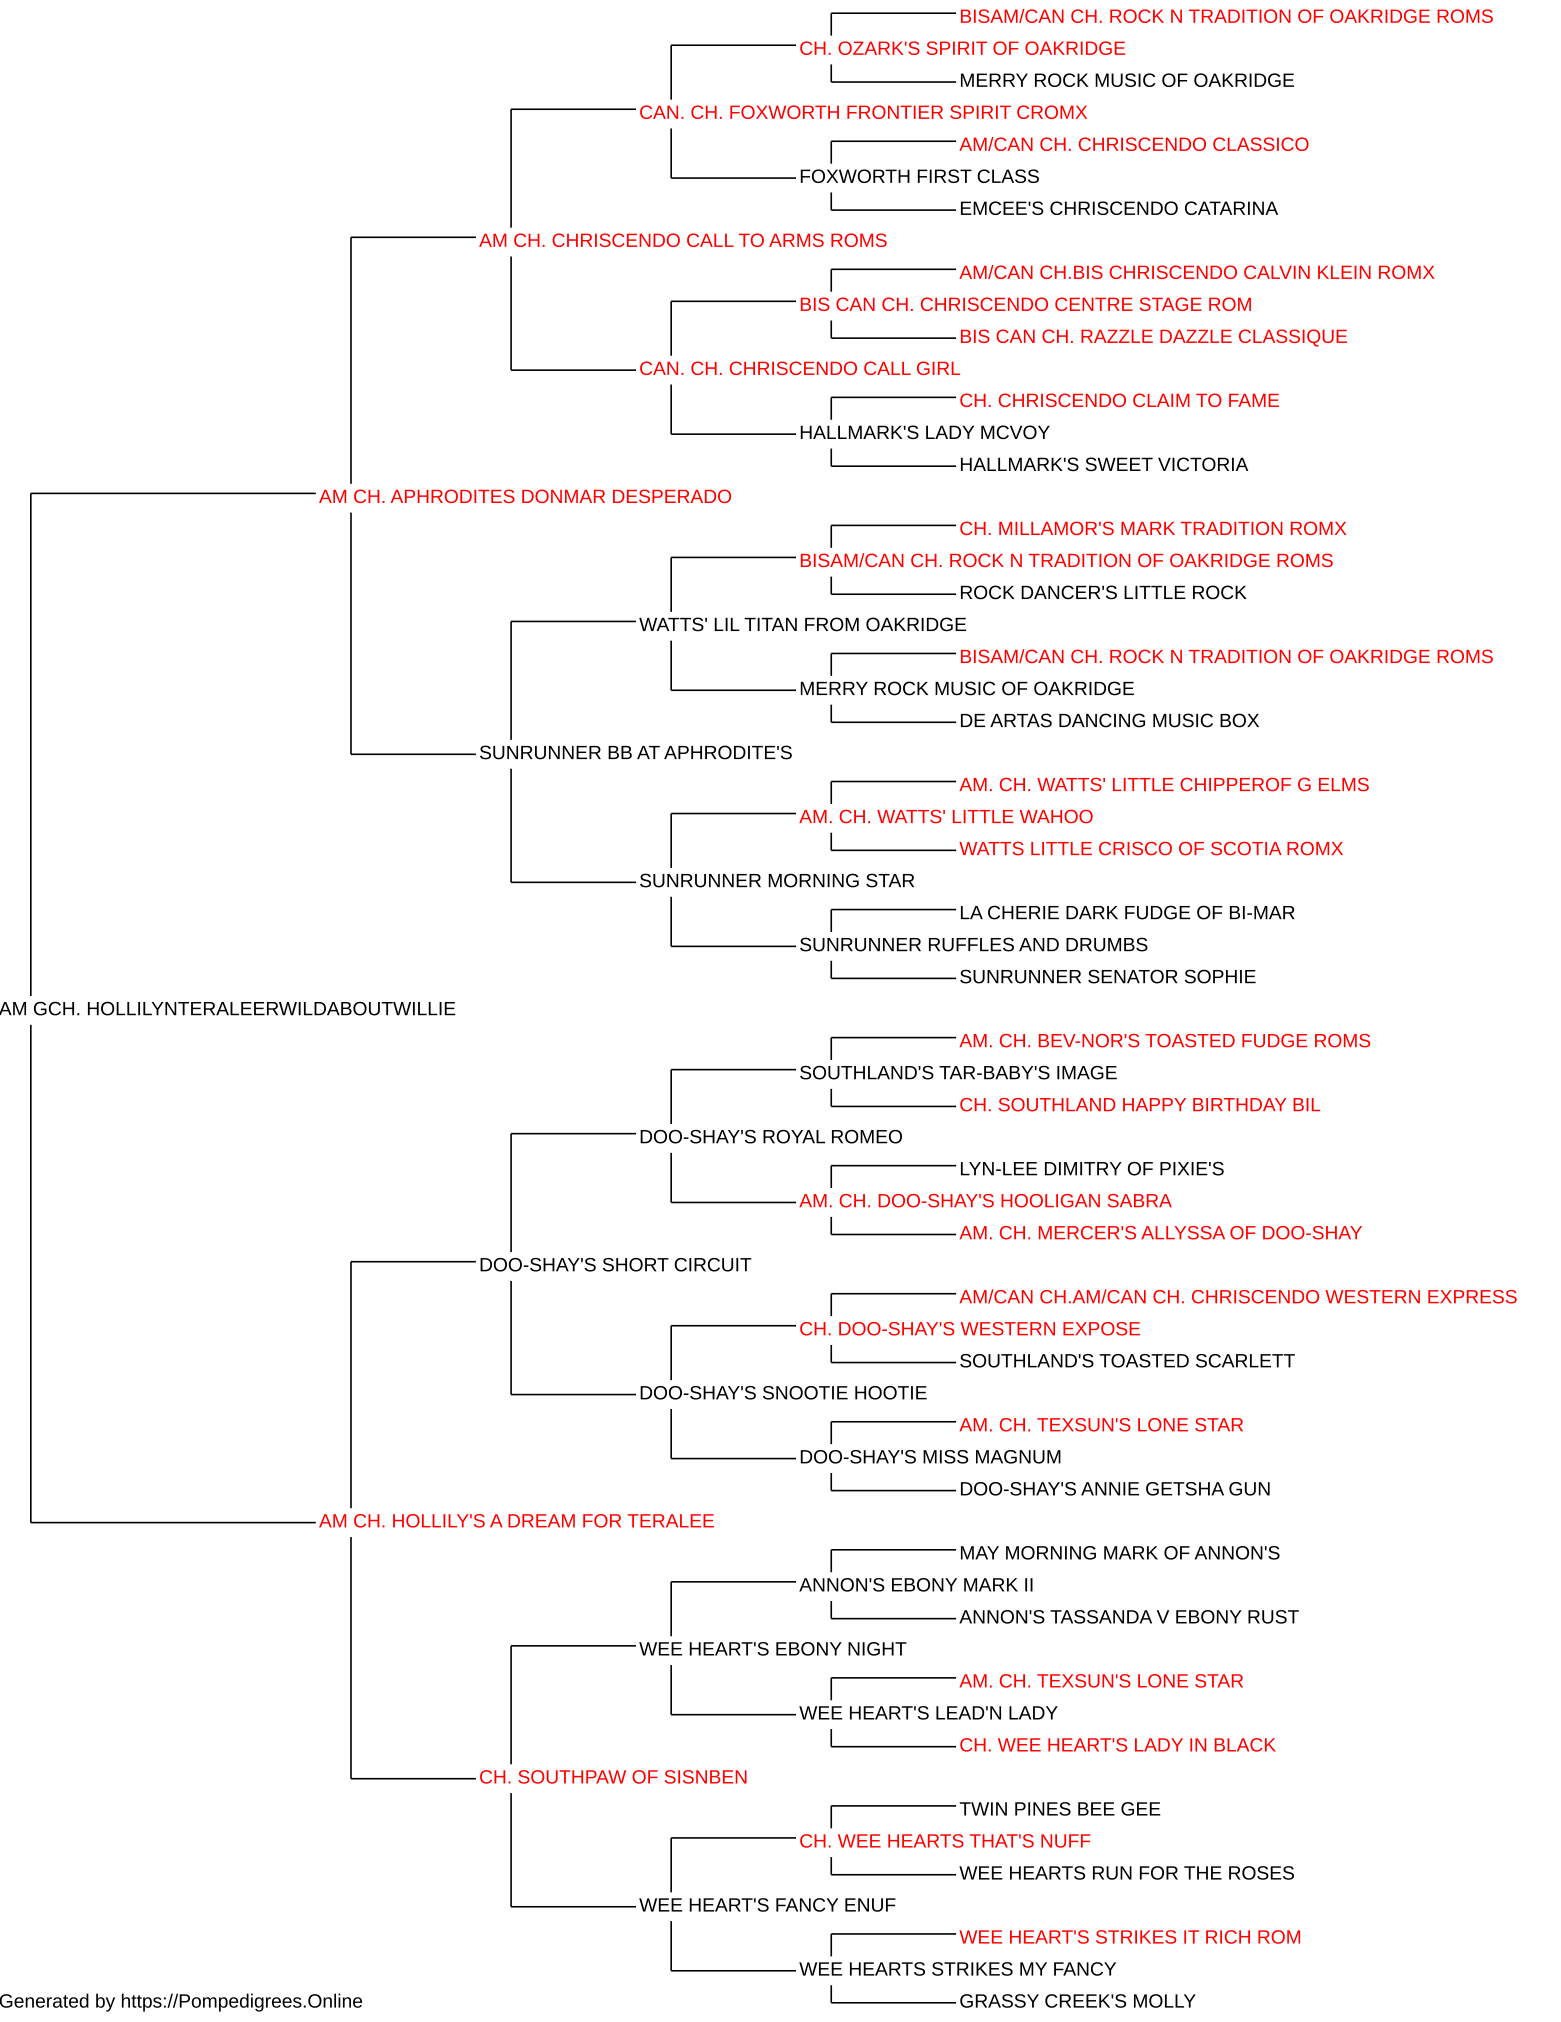 BISAM/CAN CH. ROCK N TRADITION OF OAKRIDGE ROMS
CH. OZARK'S SPIRIT OF OAKRIDGE
MERRY ROCK MUSIC OF OAKRIDGE
CAN. CH. FOXWORTH FRONTIER SPIRIT CROMX
AM/CAN CH. CHRISCENDO CLASSICO
FOXWORTH FIRST CLASS
EMCEE'S CHRISCENDO CATARINA
AM CH. CHRISCENDO CALL TO ARMS ROMS
AM/CAN CH.BIS CHRISCENDO CALVIN KLEIN ROMX
BIS CAN CH. CHRISCENDO CENTRE STAGE ROM
BIS CAN CH. RAZZLE DAZZLE CLASSIQUE
CAN. CH. CHRISCENDO CALL GIRL
CH. CHRISCENDO CLAIM TO FAME
HALLMARK'S LADY MCVOY
HALLMARK'S SWEET VICTORIA
AM CH. APHRODITES DONMAR DESPERADO
CH. MILLAMOR'S MARK TRADITION ROMX
BISAM/CAN CH. ROCK N TRADITION OF OAKRIDGE ROMS
ROCK DANCER'S LITTLE ROCK
WATTS' LIL TITAN FROM OAKRIDGE
BISAM/CAN CH. ROCK N TRADITION OF OAKRIDGE ROMS
MERRY ROCK MUSIC OF OAKRIDGE
DE ARTAS DANCING MUSIC BOX
SUNRUNNER BB AT APHRODITE'S
AM. CH. WATTS' LITTLE CHIPPEROF G ELMS
AM. CH. WATTS' LITTLE WAHOO
WATTS LITTLE CRISCO OF SCOTIA ROMX
SUNRUNNER MORNING STAR
LA CHERIE DARK FUDGE OF BI-MAR
SUNRUNNER RUFFLES AND DRUMBS
SUNRUNNER SENATOR SOPHIE
AM GCH. HOLLILYNTERALEERWILDABOUTWILLIE
AM. CH. BEV-NOR'S TOASTED FUDGE ROMS
SOUTHLAND'S TAR-BABY'S IMAGE
CH. SOUTHLAND HAPPY BIRTHDAY BIL
DOO-SHAY'S ROYAL ROMEO
LYN-LEE DIMITRY OF PIXIE'S
AM. CH. DOO-SHAY'S HOOLIGAN SABRA
AM. CH. MERCER'S ALLYSSA OF DOO-SHAY
DOO-SHAY'S SHORT CIRCUIT
AM/CAN CH.AM/CAN CH. CHRISCENDO WESTERN EXPRESS
CH. DOO-SHAY'S WESTERN EXPOSE
SOUTHLAND'S TOASTED SCARLETT
DOO-SHAY'S SNOOTIE HOOTIE
AM. CH. TEXSUN'S LONE STAR
DOO-SHAY'S MISS MAGNUM
DOO-SHAY'S ANNIE GETSHA GUN
AM CH. HOLLILY'S A DREAM FOR TERALEE
MAY MORNING MARK OF ANNON'S
ANNON'S EBONY MARK II
ANNON'S TASSANDA V EBONY RUST
WEE HEART'S EBONY NIGHT
AM. CH. TEXSUN'S LONE STAR
WEE HEART'S LEAD'N LADY
CH. WEE HEART'S LADY IN BLACK
CH. SOUTHPAW OF SISNBEN
TWIN PINES BEE GEE
CH. WEE HEARTS THAT'S NUFF
WEE HEARTS RUN FOR THE ROSES
WEE HEART'S FANCY ENUF
WEE HEART'S STRIKES IT RICH ROM
WEE HEARTS STRIKES MY FANCY
GRASSY CREEK'S MOLLY
Generated by https://Pompedigrees.Online